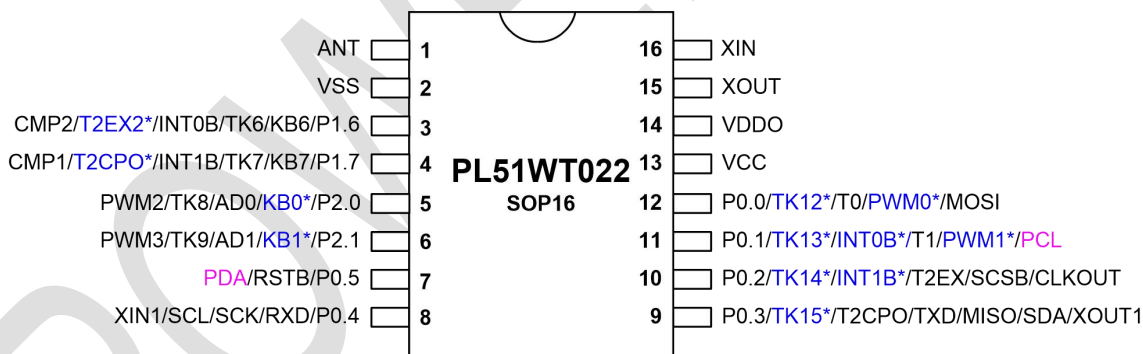 ANT 1 16 XIN
VSS 2 15 XOUT
CMP2/T2EX2*/INT0B/TK6/KB6/P1.6 3 14 VDDO
CMP1/T2CPO*/INT1B/TK7/KB7/P1.7 4 13 VCC
PL51WT022
PWM2/TK8/AD0/KB0*/P2.0 5 SOP16 12 P0.0/TK12*/T0/PWM0*/MOSI
PWM3/TK9/AD1/KB1*/P2.1 6 11 P0.1/TK13*/INT0B*/T1/PWM1*/PCL
PDA/RSTB/P0.5 7 10 P0.2/TK14*/INT1B*/T2EX/SCSB/CLKOUT
XIN1/SCL/SCK/RXD/P0.4 8 9 P0.3/TK15*/T2CPO/TXD/MISO/SDA/XOUT1